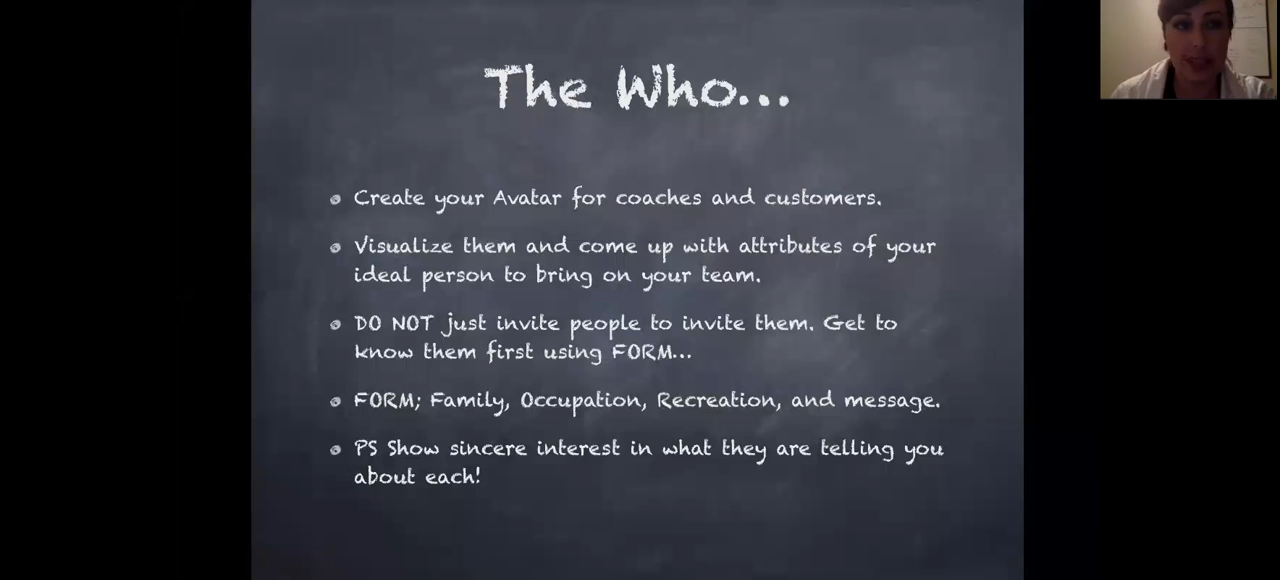 The Who...
Create your Avatar for coaches and customers.
Visualize them and come up with attributes of your
ideal person to bring on your team.
DO NOT just invite people to invite them. Get to
know them first using FORM...
FORM; Family, Occupation, Recreation, and message.
PS Show sincere interest in what they are telling you
about each!